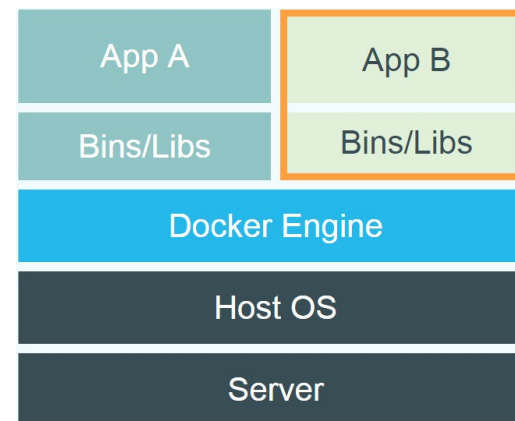 App A
App B
Bins/Libs
Bins/Libs
Docker Engine
Host OS
Server